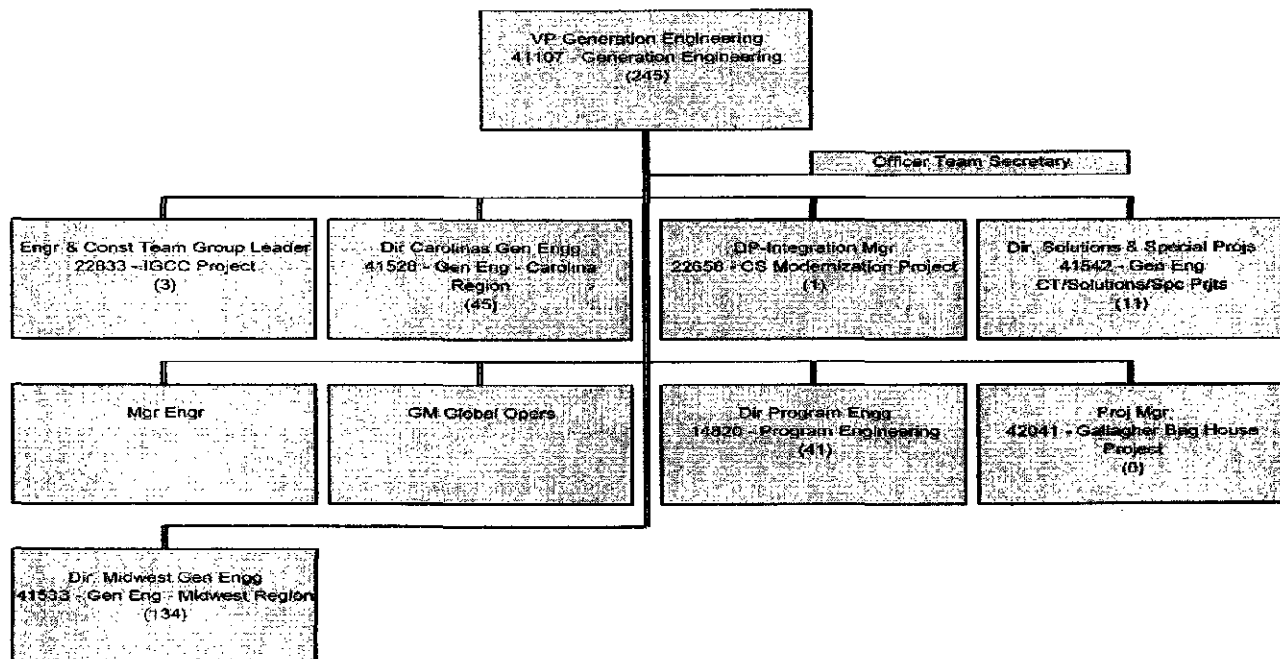 VP Generation Engineering
41107 - Generation Engineering
(245)
Officer Team Secretary
Engr & Const Team Group Leader
22833 - IGCC Project
(3)
Dir Carolinas Gen Engg
41528 - Gen Eng - Carolina
Region
(45)
DP-Integration Mgr
22656 - CS Modernization Project
(1)
Dir. Solutions & Special Projs
41542 - Gen Eng
CT/Solutions/Spc Prjts
(11)
Mgr Engr
GM Global Opers
Dir Program Engg
14820 - Program Engineering
(41)
Proj Mgr
42041 - Gallagher Bag House
Project
(0)
Dir. Midwest Gen Engg
41533 - Gen Eng - Midwest Region
(134)